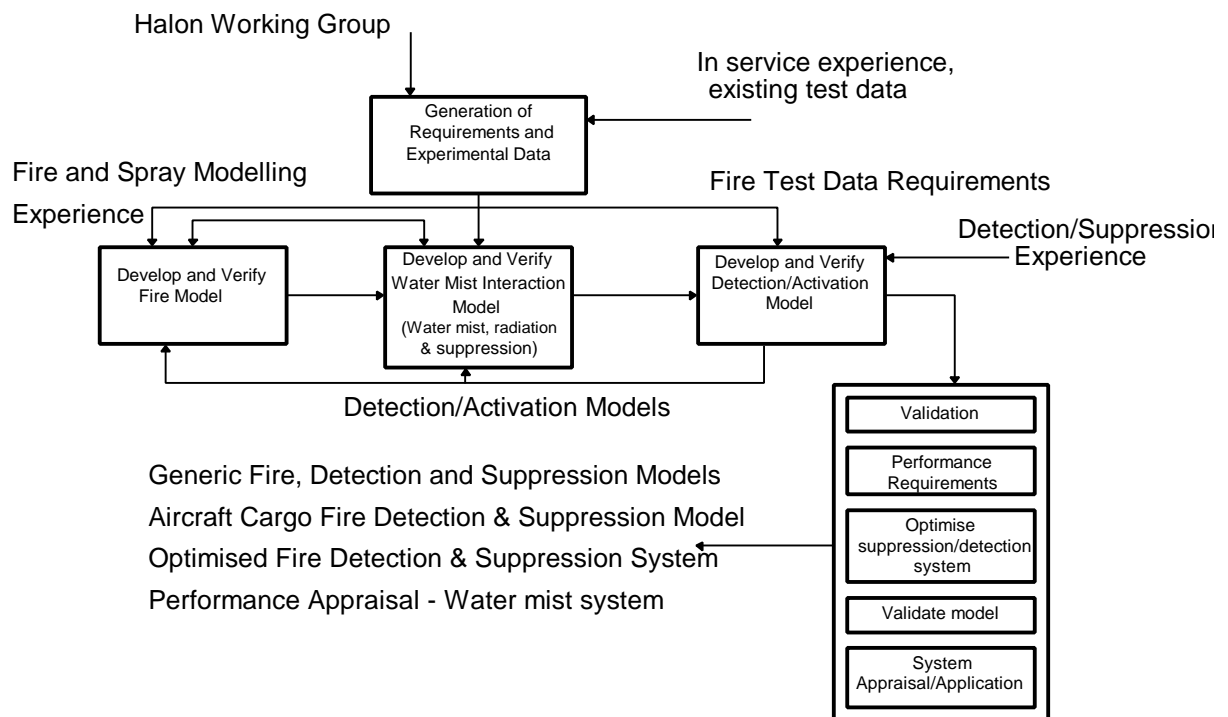 Halon Working Group
In service experience,
existing test data
Generation of
Requirements and
Experimental Data
Fire and Spray Modelling
Experience
Fire Test Data Requirements
Detection/Suppression
Experience
Develop and Verify
Fire Model
Develop and Verify
Water Mist Interaction
Model
(Water mist, radiation
& suppression)
Develop and Verify
Detection/Activation
Model
Detection/Activation Models
Validation
Performance
Requirements
Optimise
suppression/detection
system
Validate model
System
Appraisal/Application
Generic Fire, Detection and Suppression Models
Aircraft Cargo Fire Detection & Suppression Model
Optimised Fire Detection & Suppression System
Performance Appraisal - Water mist system